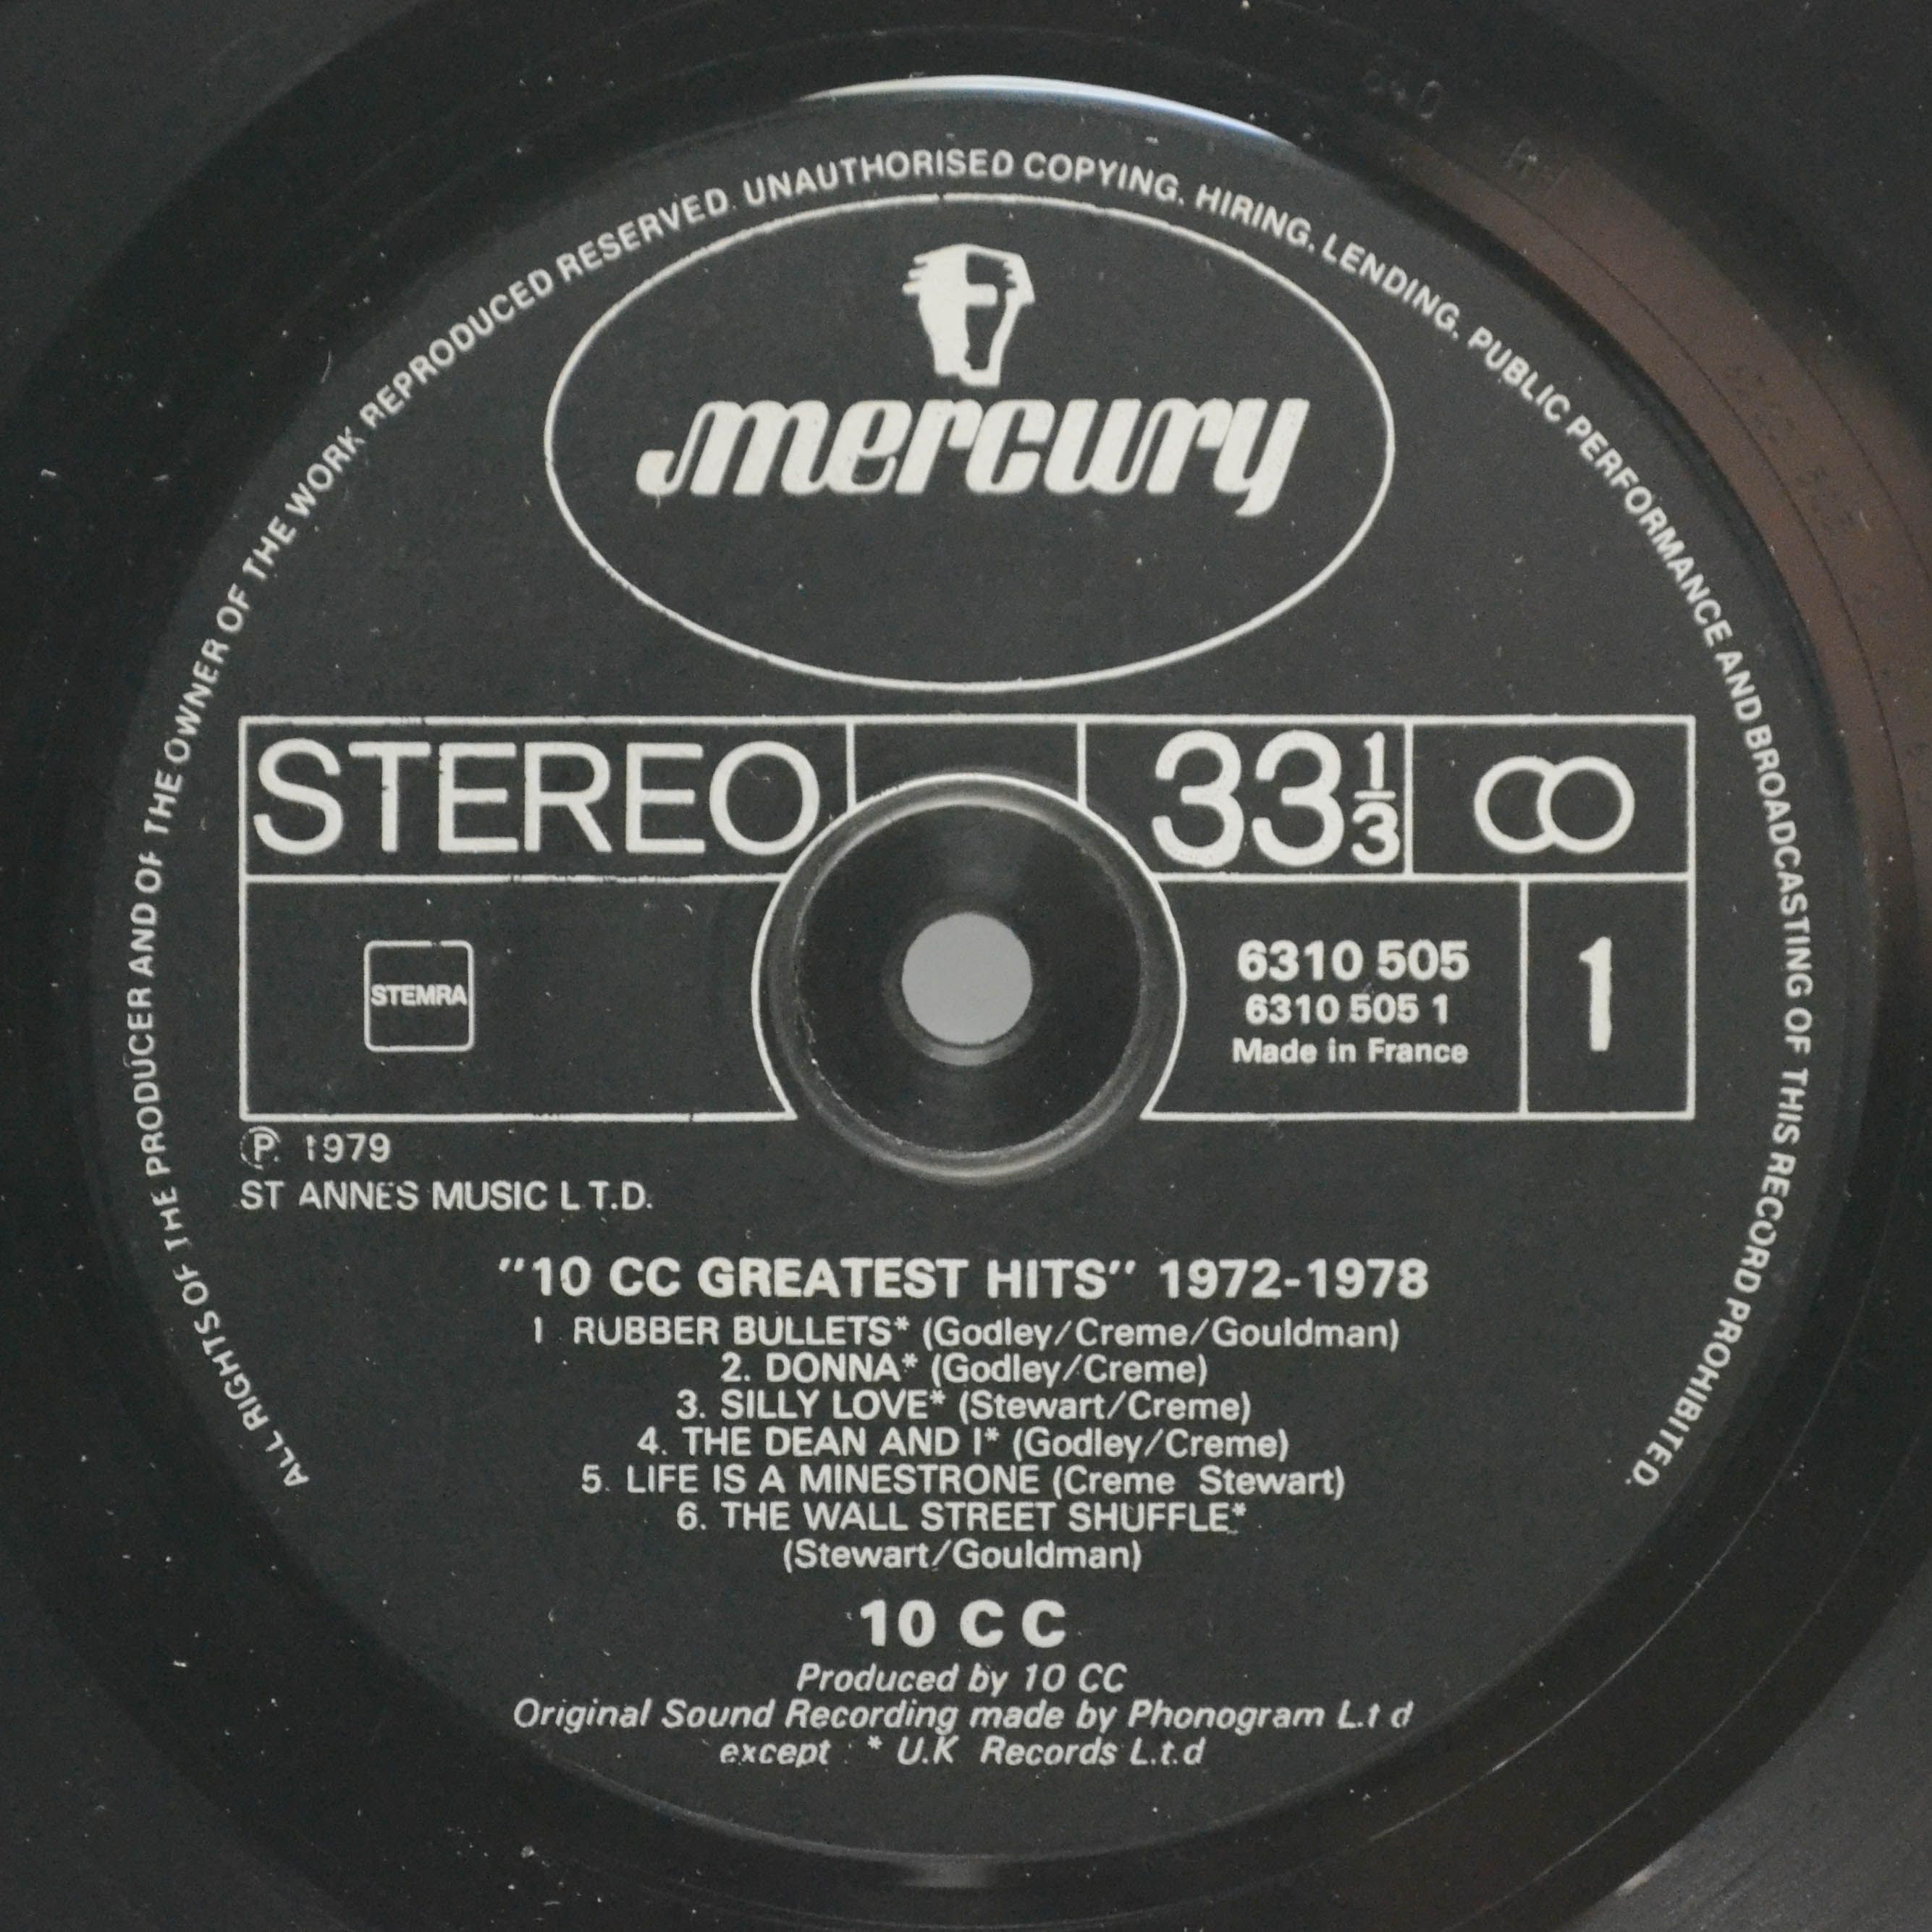 ALL RIGHTS OF THE PRODUCER AND OF THE OWNER OF THE WORK REPRODUCED RESERVED. UNAUTHORISED COPYING. HIRING. LENDING. PUBLIC PERFORMANCE AND BROADCASTING OF THIS RECORD PROHIBITED.
mercury
STEREO
33 1/3
STEMRA
6310 505
6310 505 1
Made in France
1
Ⓟ 1979
ST ANNES MUSIC L T.D.
"10 CC GREATEST HITS" 1972-1978
1 RUBBER BULLETS* (Godley/Creme/Gouldman)
2. DONNA* (Godley/Creme)
3. SILLY LOVE* (Stewart/Creme)
4. THE DEAN AND I* (Godley/Creme)
5. LIFE IS A MINESTRONE (Creme Stewart)
6. THE WALL STREET SHUFFLE*
(Stewart/Gouldman)
10 C C
Produced by 10 CC
Original Sound Recording made by Phonogram L.t d
except : * U.K Records L.t.d